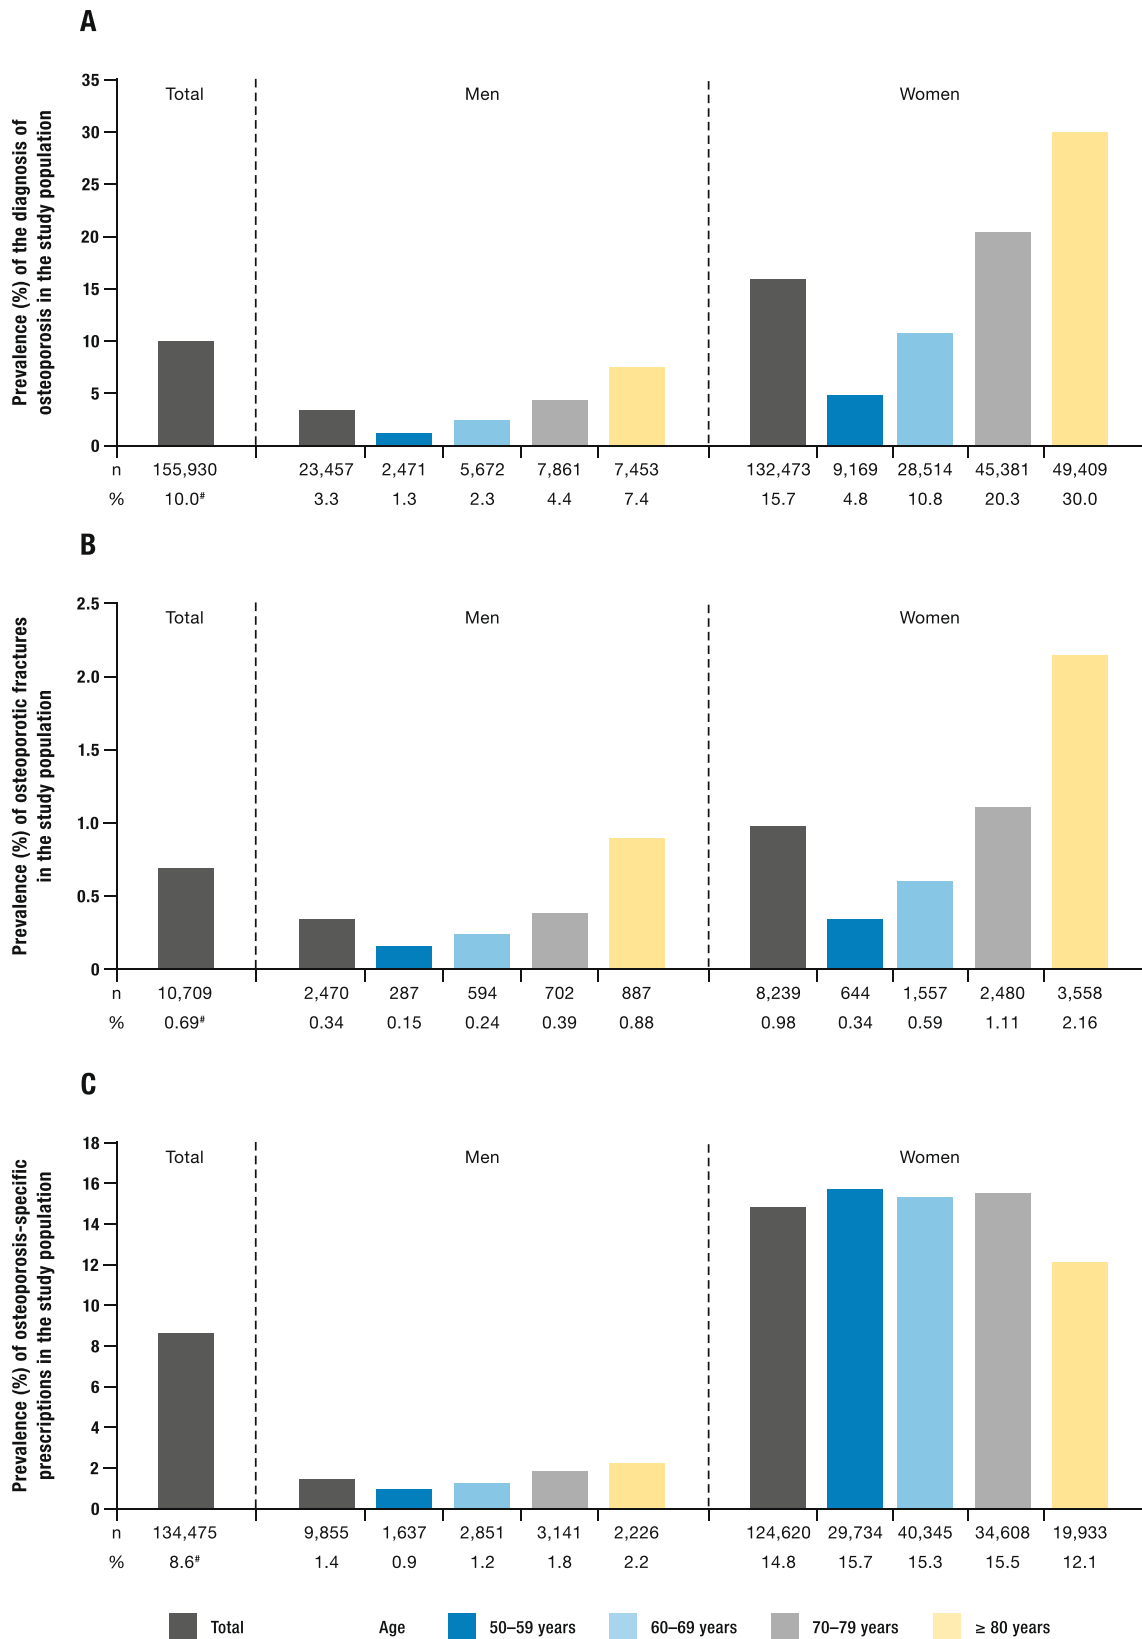 A
Prevalence (%) of the diagnosis of
osteoporosis in the study population
Total Men Women
35
30
25
20
15
10
5
0
n 155,930 23,457 2,471 5,672 7,861 7,453 132,473 9,169 28,514 45,381 49,409
% 10.0# 3.3 1.3 2.3 4.4 7.4 15.7 4.8 10.8 20.3 30.0
B
Prevalence (%) of osteoporotic fractures
in the study population
Total Men Women
2.5
2.0
1.5
1.0
0.5
0
n 10,709 2,470 287 594 702 887 8,239 644 1,557 2,480 3,558
% 0.69# 0.34 0.15 0.24 0.39 0.88 0.98 0.34 0.59 1.11 2.16
C
Prevalence (%) of osteoporosis-specific
prescriptions in the study population
Total Men Women
18
16
14
12
10
8
6
4
2
0
n 134,475 9,855 1,637 2,851 3,141 2,226 124,620 29,734 40,345 34,608 19,933
% 8.6# 1.4 0.9 1.2 1.8 2.2 14.8 15.7 15.3 15.5 12.1
Total Age 50–59 years 60–69 years 70–79 years ≥ 80 years